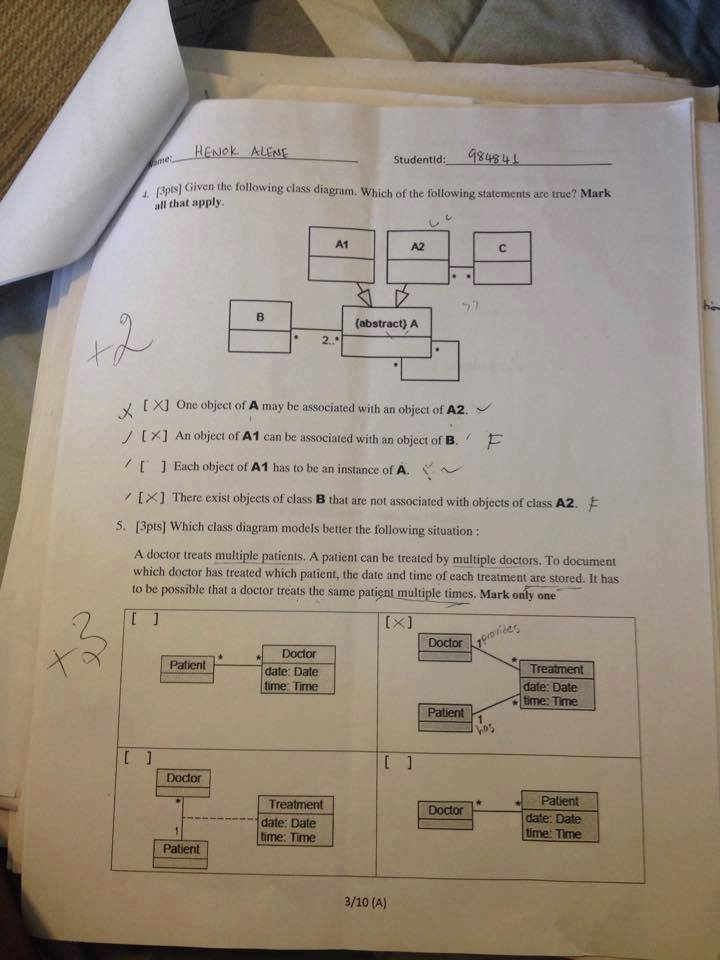 Name: HENOK ALENE StudentId: 984841
4. [3pts] Given the following class diagram. Which of the following statements are true? Mark
all that apply.
A1 A2 C
* *
B {abstract} A
* 2..* *
*
+2
[X] One object of A may be associated with an object of A2.
[X] An object of A1 can be associated with an object of B. F
[ ] Each object of A1 has to be an instance of A.
[X] There exist objects of class B that are not associated with objects of class A2. F
5. [3pts] Which class diagram models better the following situation :
A doctor treats multiple patients. A patient can be treated by multiple doctors. To document
which doctor has treated which patient, the date and time of each treatment are stored. It has
to be possible that a doctor treats the same patient multiple times. Mark only one
+3
[ ]
Patient * * Doctor
date: Date
time: Time
[X]
Doctor 1 provides
* Treatment
date: Date
* time: Time
Patient 1
has
[ ]
Doctor
*
Treatment
date: Date
time: Time
1
Patient
[ ]
Doctor * * Patient
date: Date
time: Time
3/10 (A)